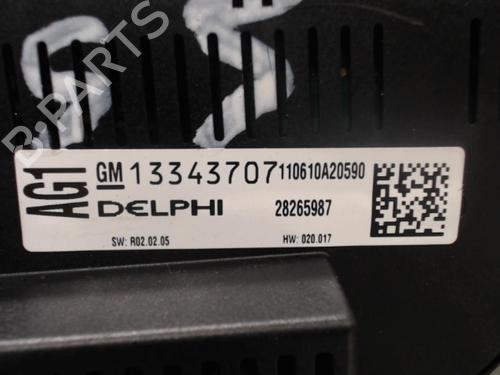 B-PARTS
AG1
GM 13343707 110610A20590
DELPHI 28265987
SW: R02.02.05 HW: 020.017